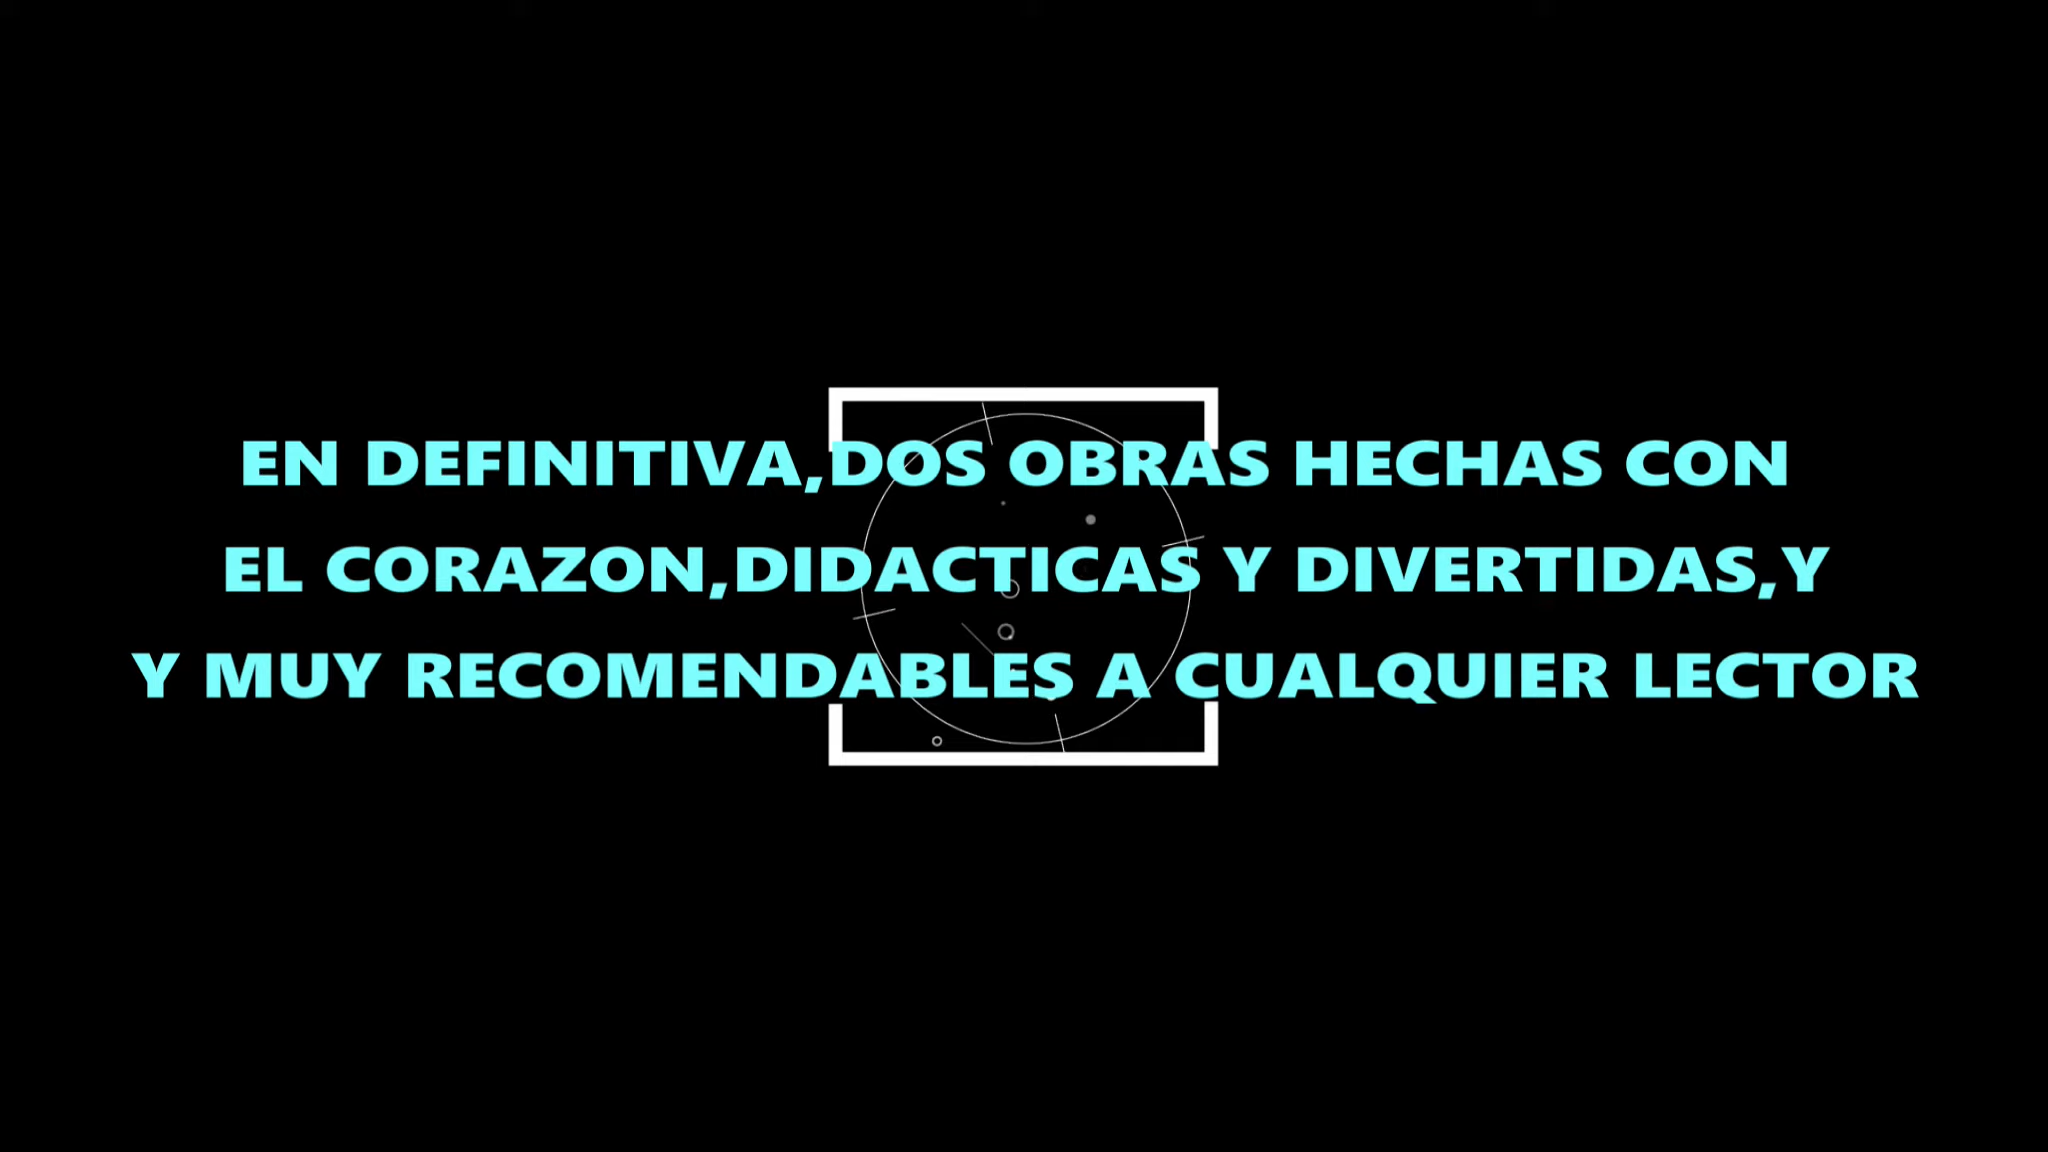 EN DEFINITIVA,DOS OBRAS HECHAS CON
EL CORAZON,DIDACTICAS Y DIVERTIDAS,Y
Y MUY RECOMENDABLES A CUALQUIER LECTOR